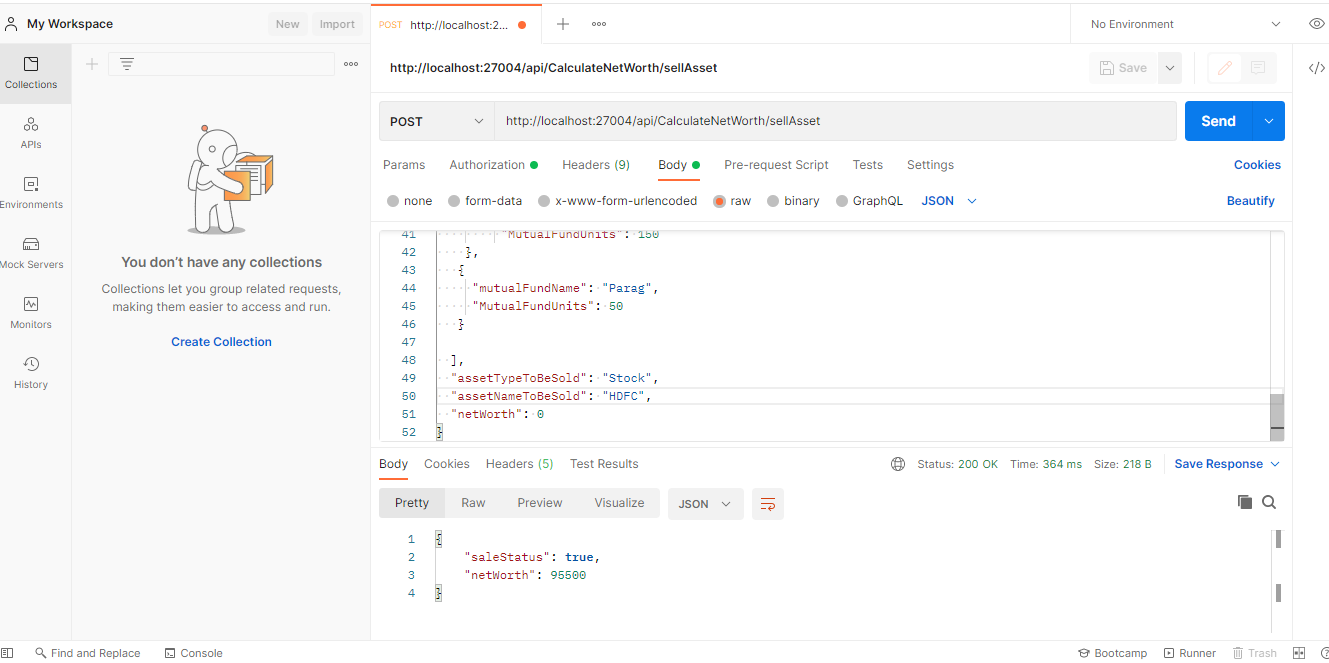 My Workspace
New
Import
POST http://localhost:2...
No Environment
Collections
APIs
Environments
Mock Servers
Monitors
History
You don't have any collections
Collections let you group related requests,
making them easier to access and run.
Create Collection
http://localhost:27004/api/CalculateNetWorth/sellAsset
Save
POST
http://localhost:27004/api/CalculateNetWorth/sellAsset
Send
Params Authorization Headers (9) Body Pre-request Script Tests Settings Cookies
none form-data x-www-form-urlencoded raw binary GraphQL JSON Beautify
41 "MutualFundUnits": 150
42 },
43 {
44 "mutualFundName": "Parag",
45 "MutualFundUnits": 50
46 }
47
48 ],
49 "assetTypeToBeSold": "Stock",
50 "assetNameToBeSold": "HDFC",
51 "netWorth": 0
52 }
Body Cookies Headers (5) Test Results Status: 200 OK Time: 364 ms Size: 218 B Save Response
Pretty Raw Preview Visualize JSON
1 {
2 "saleStatus": true,
3 "netWorth": 95500
4 }
Find and Replace Console Bootcamp Runner Trash